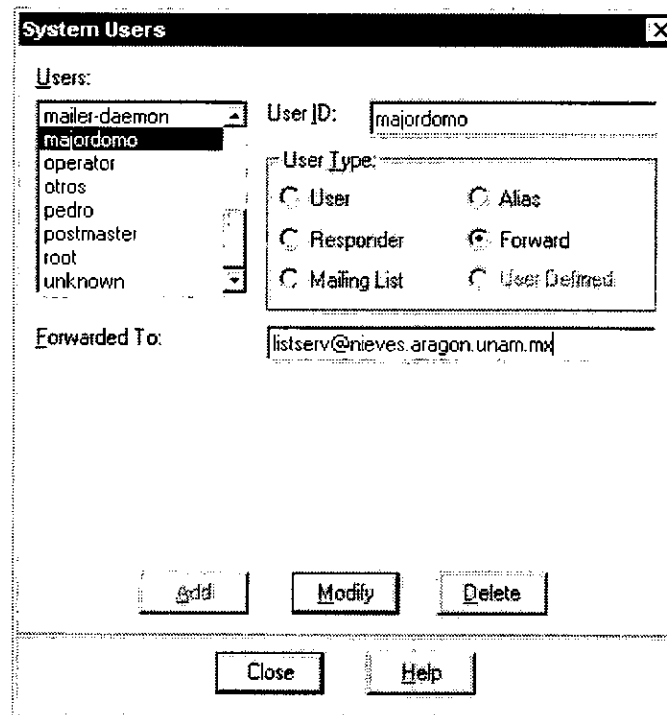 System Users
Users:
mailer-daemon
majordomo
operator
otros
pedro
postmaster
root
unknown
User ID:
majordomo
User Type:
User
Alias
Responder
Forward
Mailing List
User Defined
Forwarded To:
listserv@nieves.aragon.unam.mx
Add
Modify
Delete
Close
Help